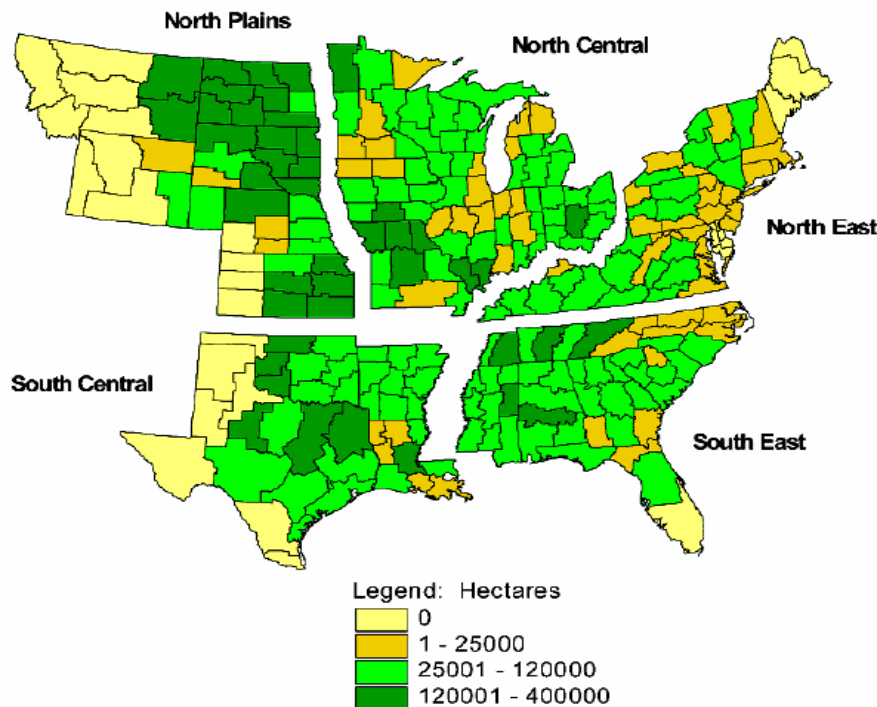 North Plains
North Central
North East
South Central
South East
Legend: Hectares
0
1 - 25000
25001 - 120000
120001 - 400000